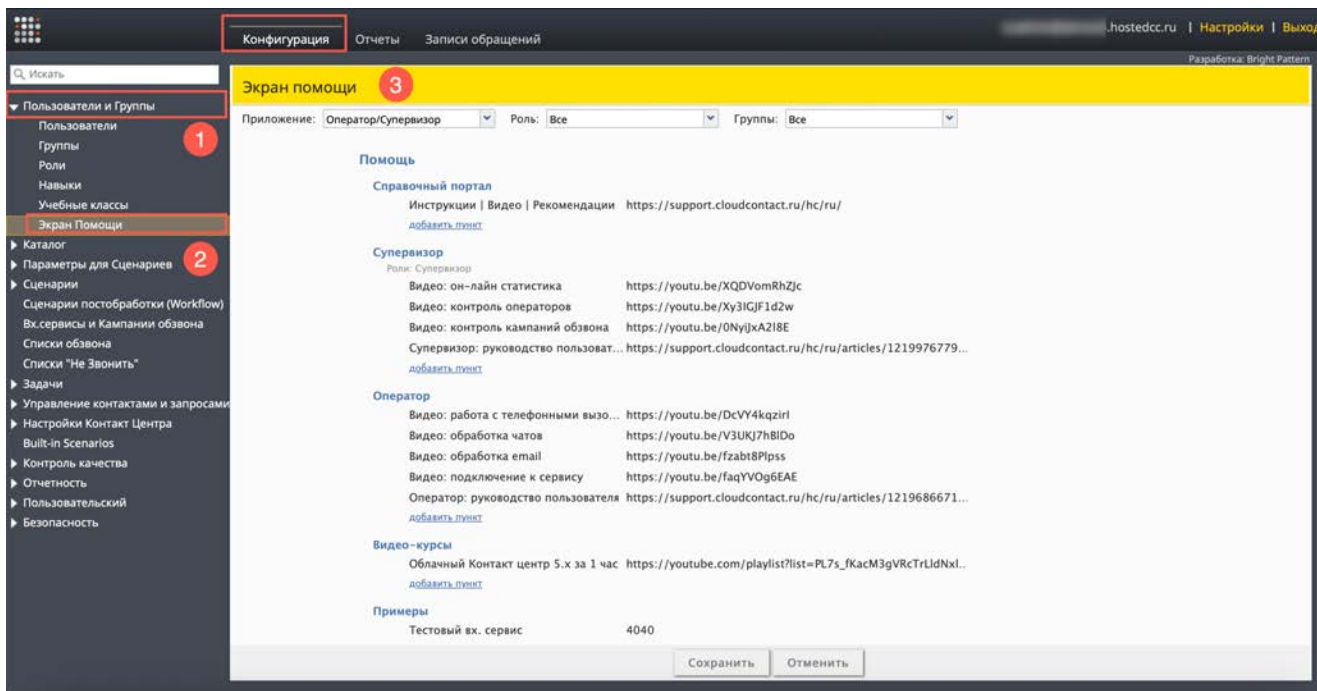 .hostedcc.ru | Настройки | Выход
Конфигурация Отчеты Записи обращений
Разработка: Bright Pattern
Искать
Пользователи и Группы
Пользователи
1
Группы
Роли
Навыки
Учебные классы
Экран Помощи
Каталог
2
Параметры для Сценариев
Сценарии
Сценарии постобработки (Workflow)
Вх.сервисы и Кампании обзвона
Списки обзвона
Списки "Не Звонить"
Задачи
Управление контактами и запросами
Настройки Контакт Центра
Built-in Scenarios
Контроль качества
Отчетность
Пользовательский
Безопасность
Экран помощи 3
Приложение: Оператор/Супервизор Роль: Все Группы: Все
Помощь
Справочный портал
Инструкции | Видео | Рекомендации https://support.cloudcontact.ru/hc/ru/
добавить пункт
Супервизор
Роли: Супервизор
Видео: он-лайн статистика https://youtu.be/XQDVomRhZJc
Видео: контроль операторов https://youtu.be/Xy3IGJF1d2w
Видео: контроль кампаний обзвона https://youtu.be/0NyiJxA2l8E
Супервизор: руководство пользоват... https://support.cloudcontact.ru/hc/ru/articles/1219976779...
добавить пункт
Оператор
Видео: работа с телефонными вызо... https://youtu.be/DcVY4kqzirI
Видео: обработка чатов https://youtu.be/V3UKJ7hBlDo
Видео: обработка email https://youtu.be/fzabt8Plpss
Видео: подключение к сервису https://youtu.be/faqYVOg6EAE
Оператор: руководство пользователя https://support.cloudcontact.ru/hc/ru/articles/1219686671...
добавить пункт
Видео-курсы
Облачный Контакт центр 5.x за 1 час https://youtube.com/playlist?list=PL7s_fKacM3gVRcTrLldNxl..
добавить пункт
Примеры
Тестовый вх. сервис 4040
Сохранить Отменить